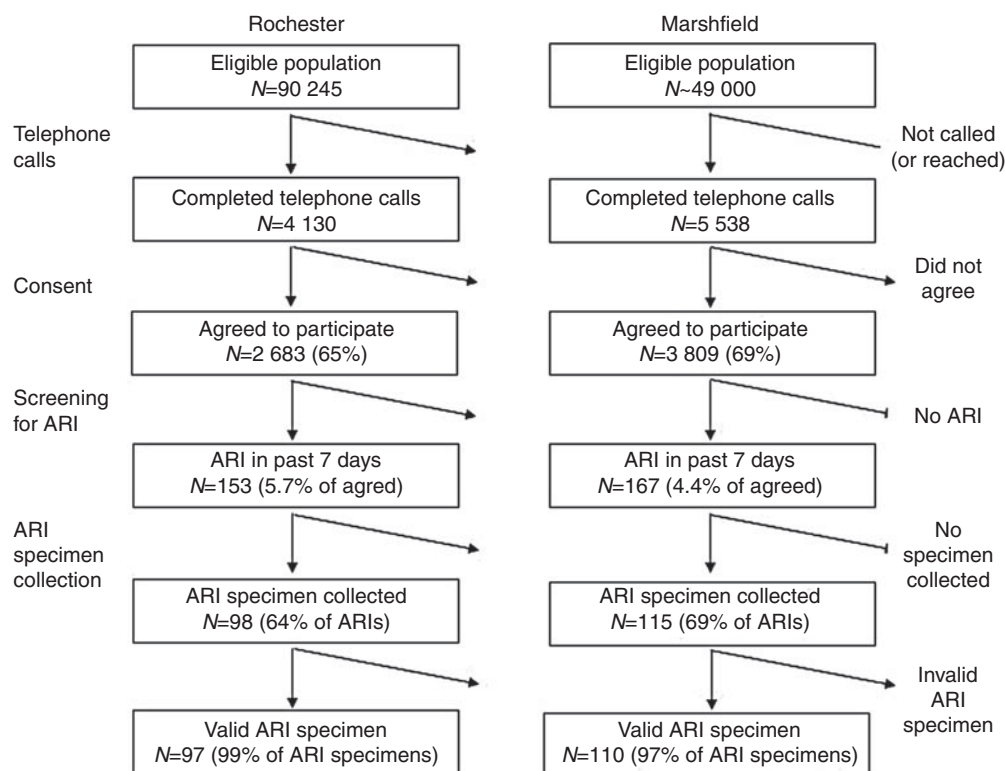 Rochester
Marshfield
Eligible population
N=90 245
Eligible population
N~49 000
Telephone
calls
Not called
(or reached)
Completed telephone calls
N=4 130
Completed telephone calls
N=5 538
Consent
Did not
agree
Agreed to participate
N=2 683 (65%)
Agreed to participate
N=3 809 (69%)
Screening
for ARI
No ARI
ARI in past 7 days
N=153 (5.7% of agred)
ARI in past 7 days
N=167 (4.4% of agreed)
ARI
specimen
collection
No
specimen
collected
ARI specimen collected
N=98 (64% of ARIs)
ARI specimen collected
N=115 (69% of ARIs)
Invalid
ARI
specimen
Valid ARI specimen
N=97 (99% of ARI specimens)
Valid ARI specimen
N=110 (97% of ARI specimens)